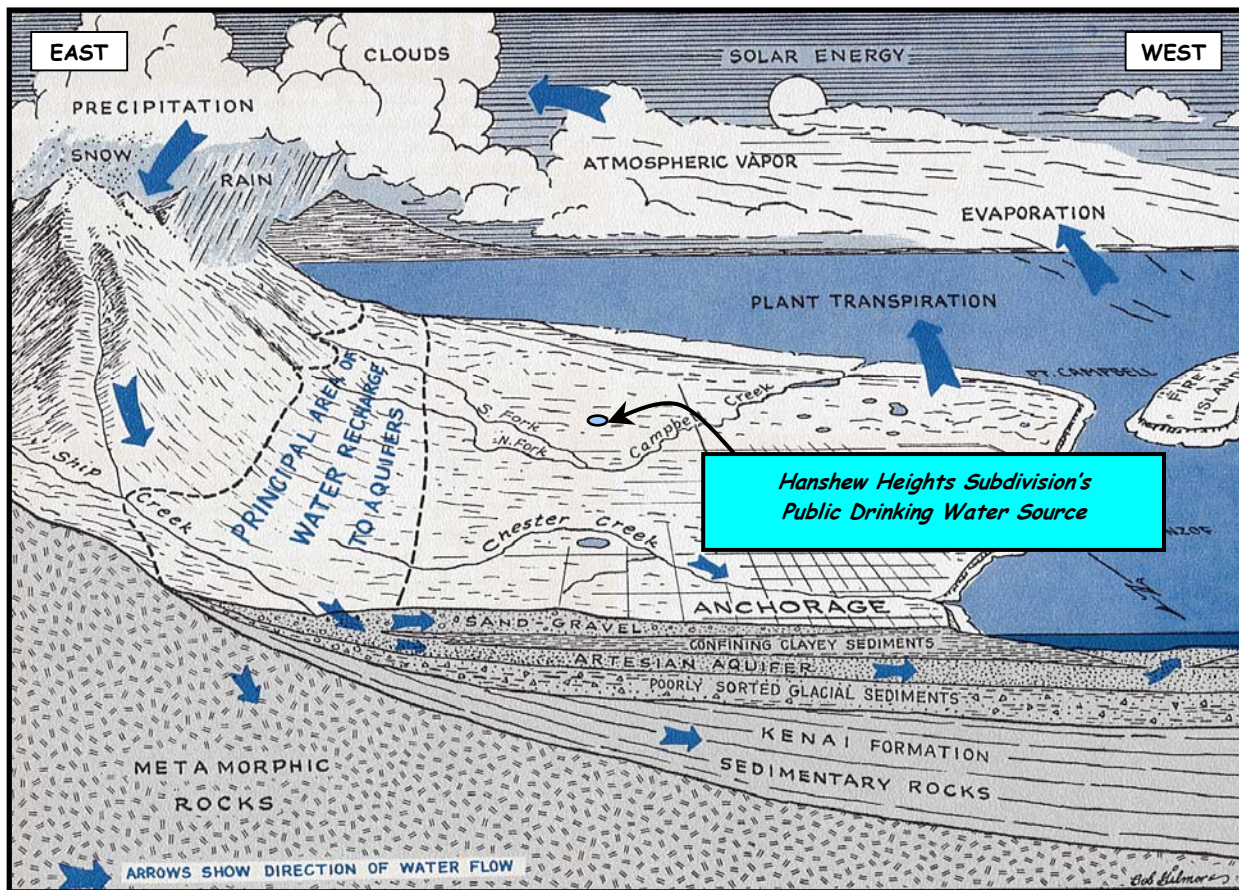 EAST
CLOUDS
SOLAR ENERGY
WEST
PRECIPITATION
SNOW
RAIN
ATMOSPHERIC VAPOR
EVAPORATION
PLANT TRANSPIRATION
PT. CAMPBELL
FIRE
ISLAND
PRINCIPAL AREA OF
WATER RECHARGE
TO AQUIFERS
S. Fork
N. Fork
Campbell Creek
Ship
Creek
Chester Creek
Hanshew Heights Subdivision's
Public Drinking Water Source
ANCHORAGE
SAND-GRAVEL
CONFINING CLAYEY SEDIMENTS
ARTESIAN AQUIFER
POORLY SORTED GLACIAL SEDIMENTS
KENAI FORMATION
SEDIMENTARY ROCKS
METAMORPHIC
ROCKS
ARROWS SHOW DIRECTION OF WATER FLOW
Bob Gilmore